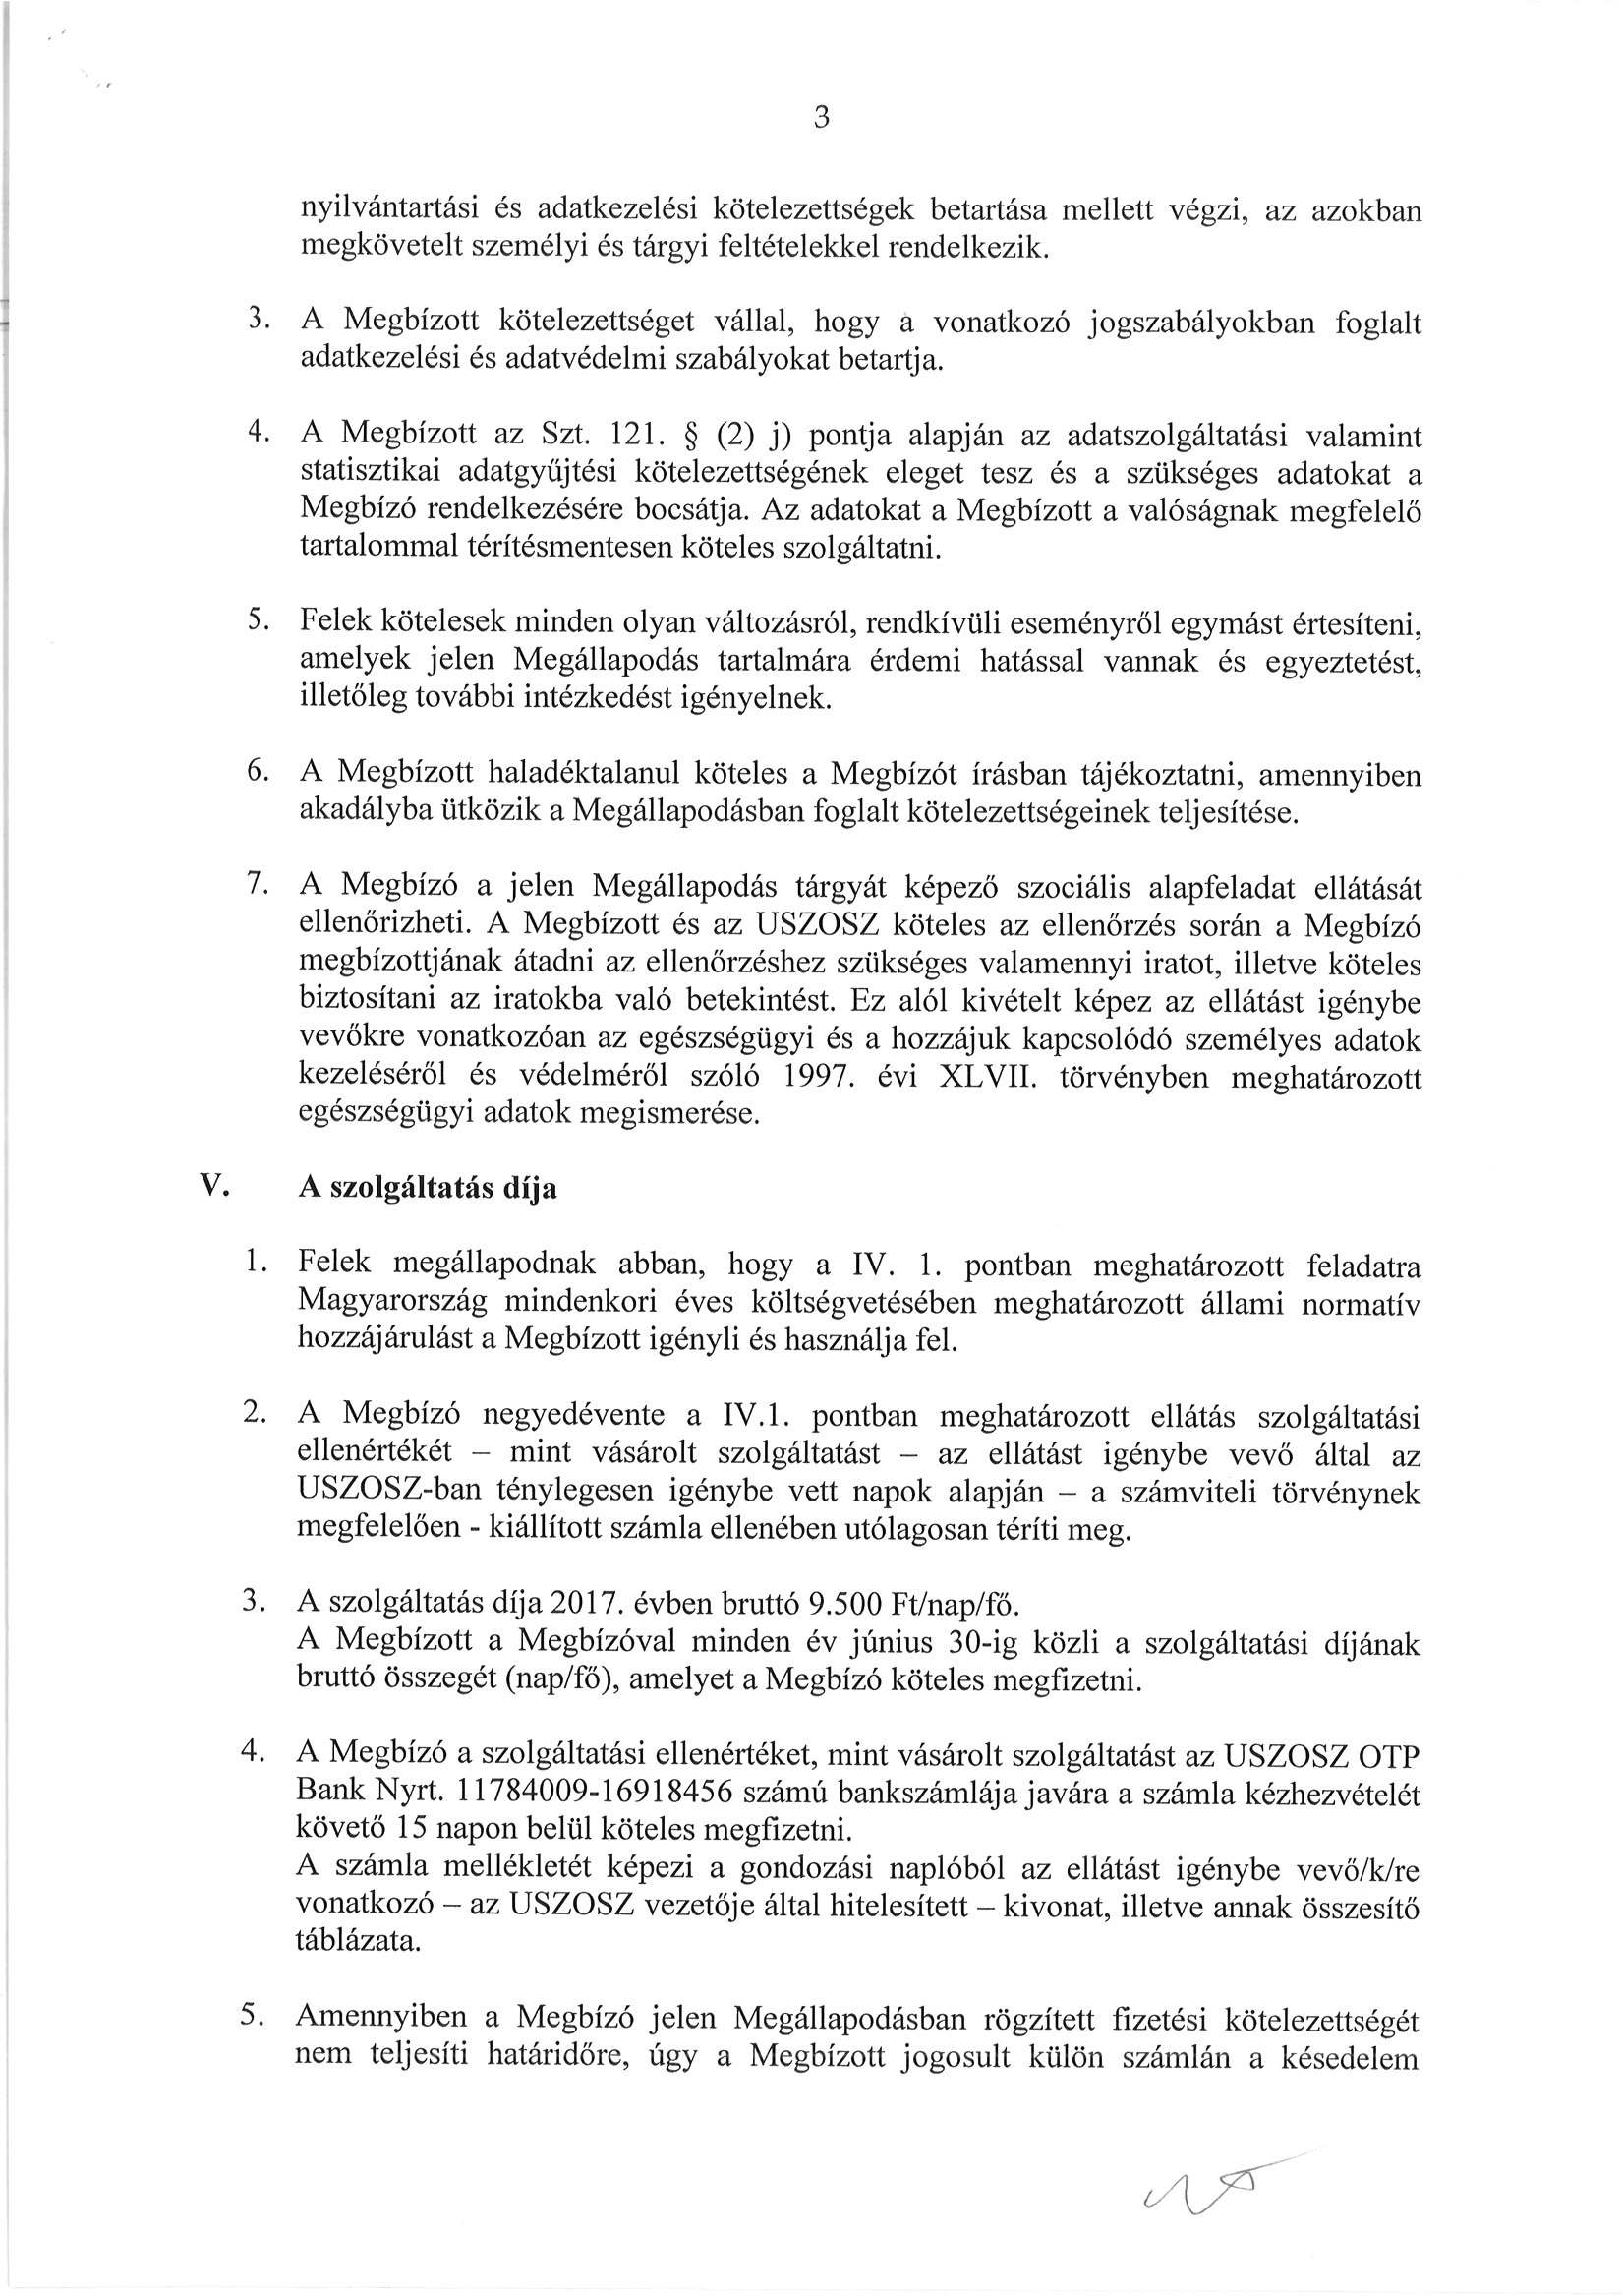 3
nyilvántartási és adatkezelési kötelezettségek betartása mellett végzi, az azokban
megkövetelt személyi és tárgyi feltételekkel rendelkezik.
3. A Megbízott kötelezettséget vállal, hogy a vonatkozó jogszabályokban foglalt
adatkezelési és adatvédelmi szabályokat betartja.
4. A Megbízott az Szt. 121. § (2) j) pontja alapján az adatszolgáltatási valamint
statisztikai adatgyűjtési kötelezettségének eleget tesz és a szükséges adatokat a
Megbízó rendelkezésére bocsátja. Az adatokat a Megbízott a valóságnak megfelelő
tartalommal térítésmentesen köteles szolgáltatni.
5. Felek kötelesek minden olyan változásról, rendkívüli eseményről egymást értesíteni,
amelyek jelen Megállapodás tartalmára érdemi hatással vannak és egyeztetést,
illetőleg további intézkedést igényelnek.
6. A Megbízott haladéktalanul köteles a Megbízót írásban tájékoztatni, amennyiben
akadályba ütközik a Megállapodásban foglalt kötelezettségeinek teljesítése.
7. A Megbízó a jelen Megállapodás tárgyát képező szociális alapfeladat ellátását
ellenőrizheti. A Megbízott és az USZOSZ köteles az ellenőrzés során a Megbízó
megbízottjának átadni az ellenőrzéshez szükséges valamennyi iratot, illetve köteles
biztosítani az iratokba való betekintést. Ez alól kivételt képez az ellátást igénybe
vevőkre vonatkozóan az egészségügyi és a hozzájuk kapcsolódó személyes adatok
kezeléséről és védelméről szóló 1997. évi XLVII. törvényben meghatározott
egészségügyi adatok megismerése.
V. A szolgáltatás díja
1. Felek megállapodnak abban, hogy a IV. 1. pontban meghatározott feladatra
Magyarország mindenkori éves költségvetésében meghatározott állami normatív
hozzájárulást a Megbízott igényli és használja fel.
2. A Megbízó negyedévente a IV.1. pontban meghatározott ellátás szolgáltatási
ellenértékét – mint vásárolt szolgáltatást – az ellátást igénybe vevő által az
USZOSZ-ban ténylegesen igénybe vett napok alapján – a számviteli törvénynek
megfelelően - kiállított számla ellenében utólagosan téríti meg.
3. A szolgáltatás díja 2017. évben bruttó 9.500 Ft/nap/fő.
A Megbízott a Megbízóval minden év június 30-ig közli a szolgáltatási díjának
bruttó összegét (nap/fő), amelyet a Megbízó köteles megfizetni.
4. A Megbízó a szolgáltatási ellenértéket, mint vásárolt szolgáltatást az USZOSZ OTP
Bank Nyrt. 11784009-16918456 számú bankszámlája javára a számla kézhezvételét
követő 15 napon belül köteles megfizetni.
A számla mellékletét képezi a gondozási naplóból az ellátást igénybe vevő/k/re
vonatkozó – az USZOSZ vezetője által hitelesített – kivonat, illetve annak összesítő
táblázata.
5. Amennyiben a Megbízó jelen Megállapodásban rögzített fizetési kötelezettségét
nem teljesíti határidőre, úgy a Megbízott jogosult külön számlán a késedelem